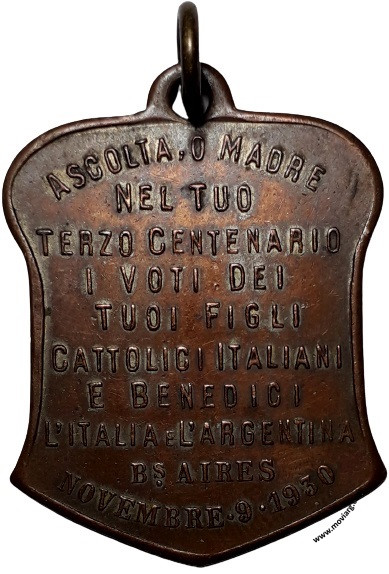 ASCOLTA, O MADRE
NEL TUO
TERZO CENTENARIO
I VOTI DEI
TUOI FIGLI
CATTOLICI ITALIANI
E BENEDICI
L'ITALIA E L'ARGENTINA
Bs. AIRES
NOVEMBRE·9·1930
www.moviarg.